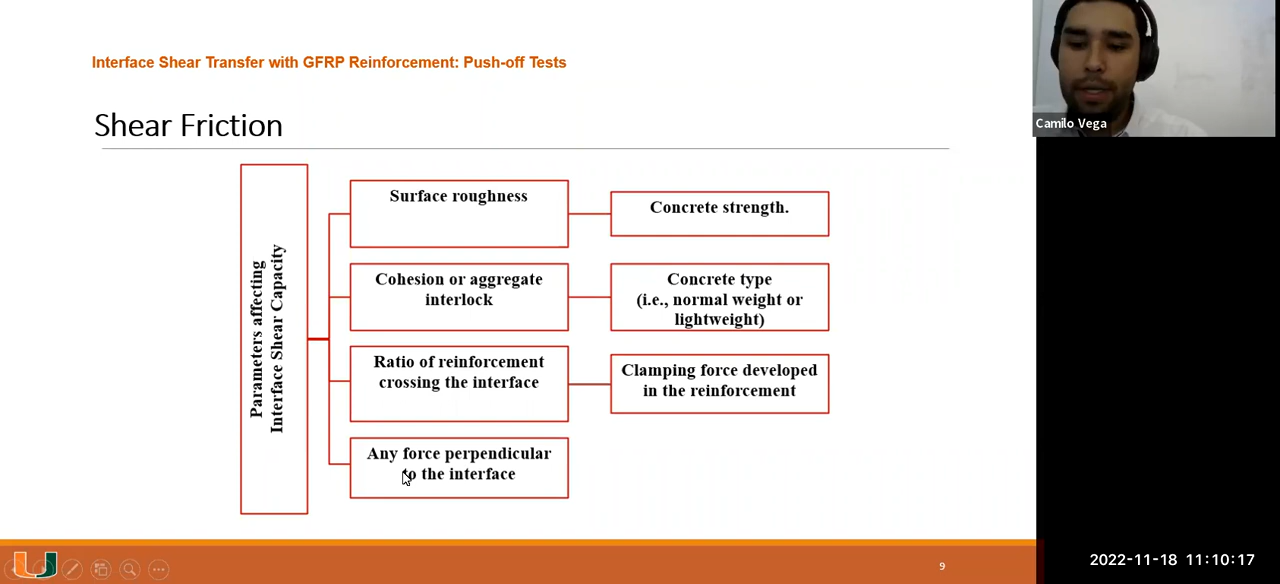 Interface Shear Transfer with GFRP Reinforcement: Push-off Tests
Shear Friction
Parameters affecting
Interface Shear Capacity
Surface roughness
Concrete strength.
Cohesion or aggregate
interlock
Concrete type
(i.e., normal weight or
lightweight)
Ratio of reinforcement
crossing the interface
Clamping force developed
in the reinforcement
Any force perpendicular
to the interface
Camilo Vega
U
9
2022-11-18 11:10:17